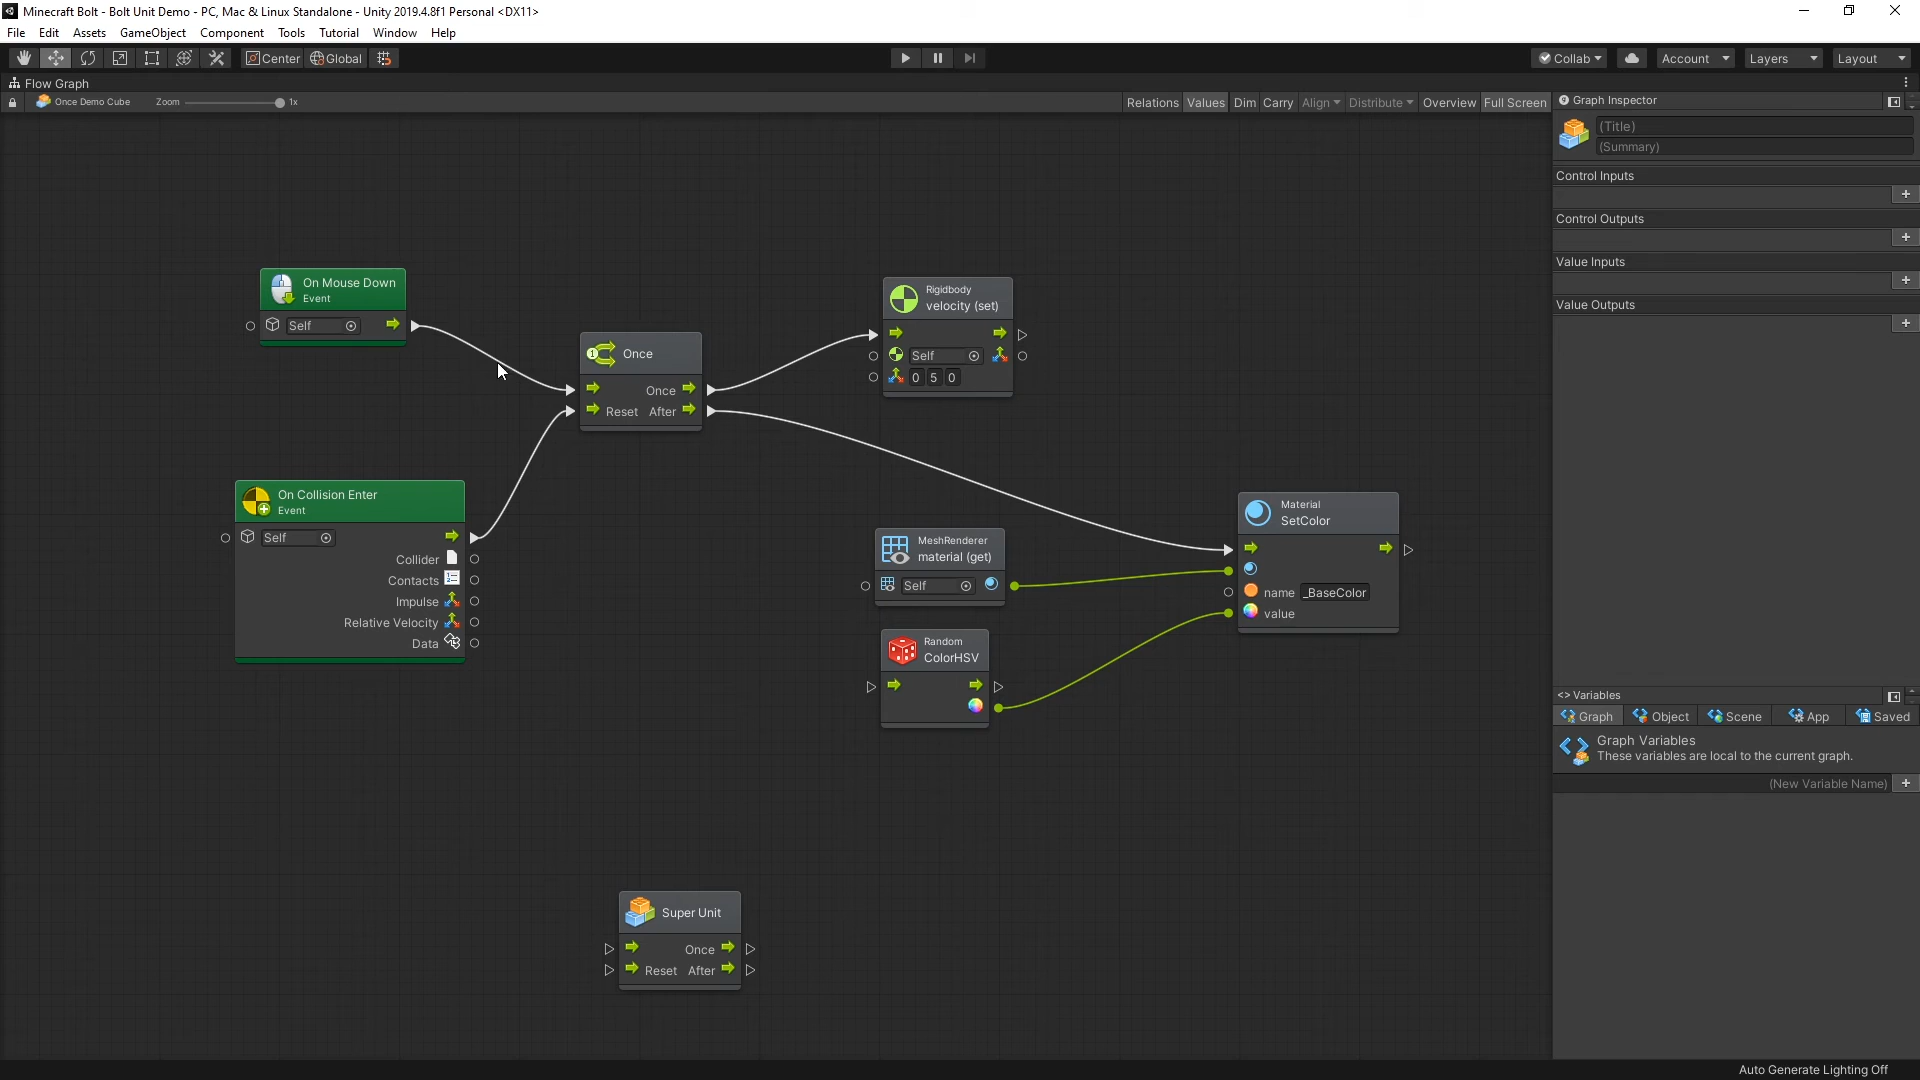 Minecraft Bolt - Bolt Unit Demo - PC, Mac & Linux Standalone - Unity 2019.4.8f1 Personal <DX11>
File Edit Assets GameObject Component Tools Tutorial Window Help
Center Global Collab Account Layers Layout
Flow Graph
Once Demo Cube Zoom 1x Relations Values Dim Carry Align Distribute Overview Full Screen
Graph Inspector
(Title)
(Summary)
Control Inputs
Control Outputs
Value Inputs
Value Outputs
On Mouse Down
Event
Self
Once
Once
Reset After
Rigidbody
velocity (set)
Self
0 5 0
On Collision Enter
Event
Self
Collider
Contacts
Impulse
Relative Velocity
Data
MeshRenderer
material (get)
Self
Random
ColorHSV
Material
SetColor
name _BaseColor
value
Super Unit
Once
Reset After
<> Variables
Graph Object Scene App Saved
Graph Variables
These variables are local to the current graph.
(New Variable Name)
Auto Generate Lighting Off